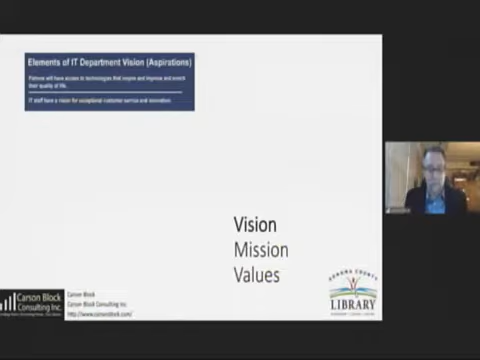 Elements of IT Department Vision (Aspirations)
Patrons will have access to technologies that inspire and improve and enrich
their quality of life.
IT staff have a vision for exceptional customer service and innovation.
Vision
Mission
Values
Carson Block
Consulting Inc.
Carson Block
Carson Block Consulting Inc.
http://www.carsonblock.com/
SONOMA COUNTY
LIBRARY